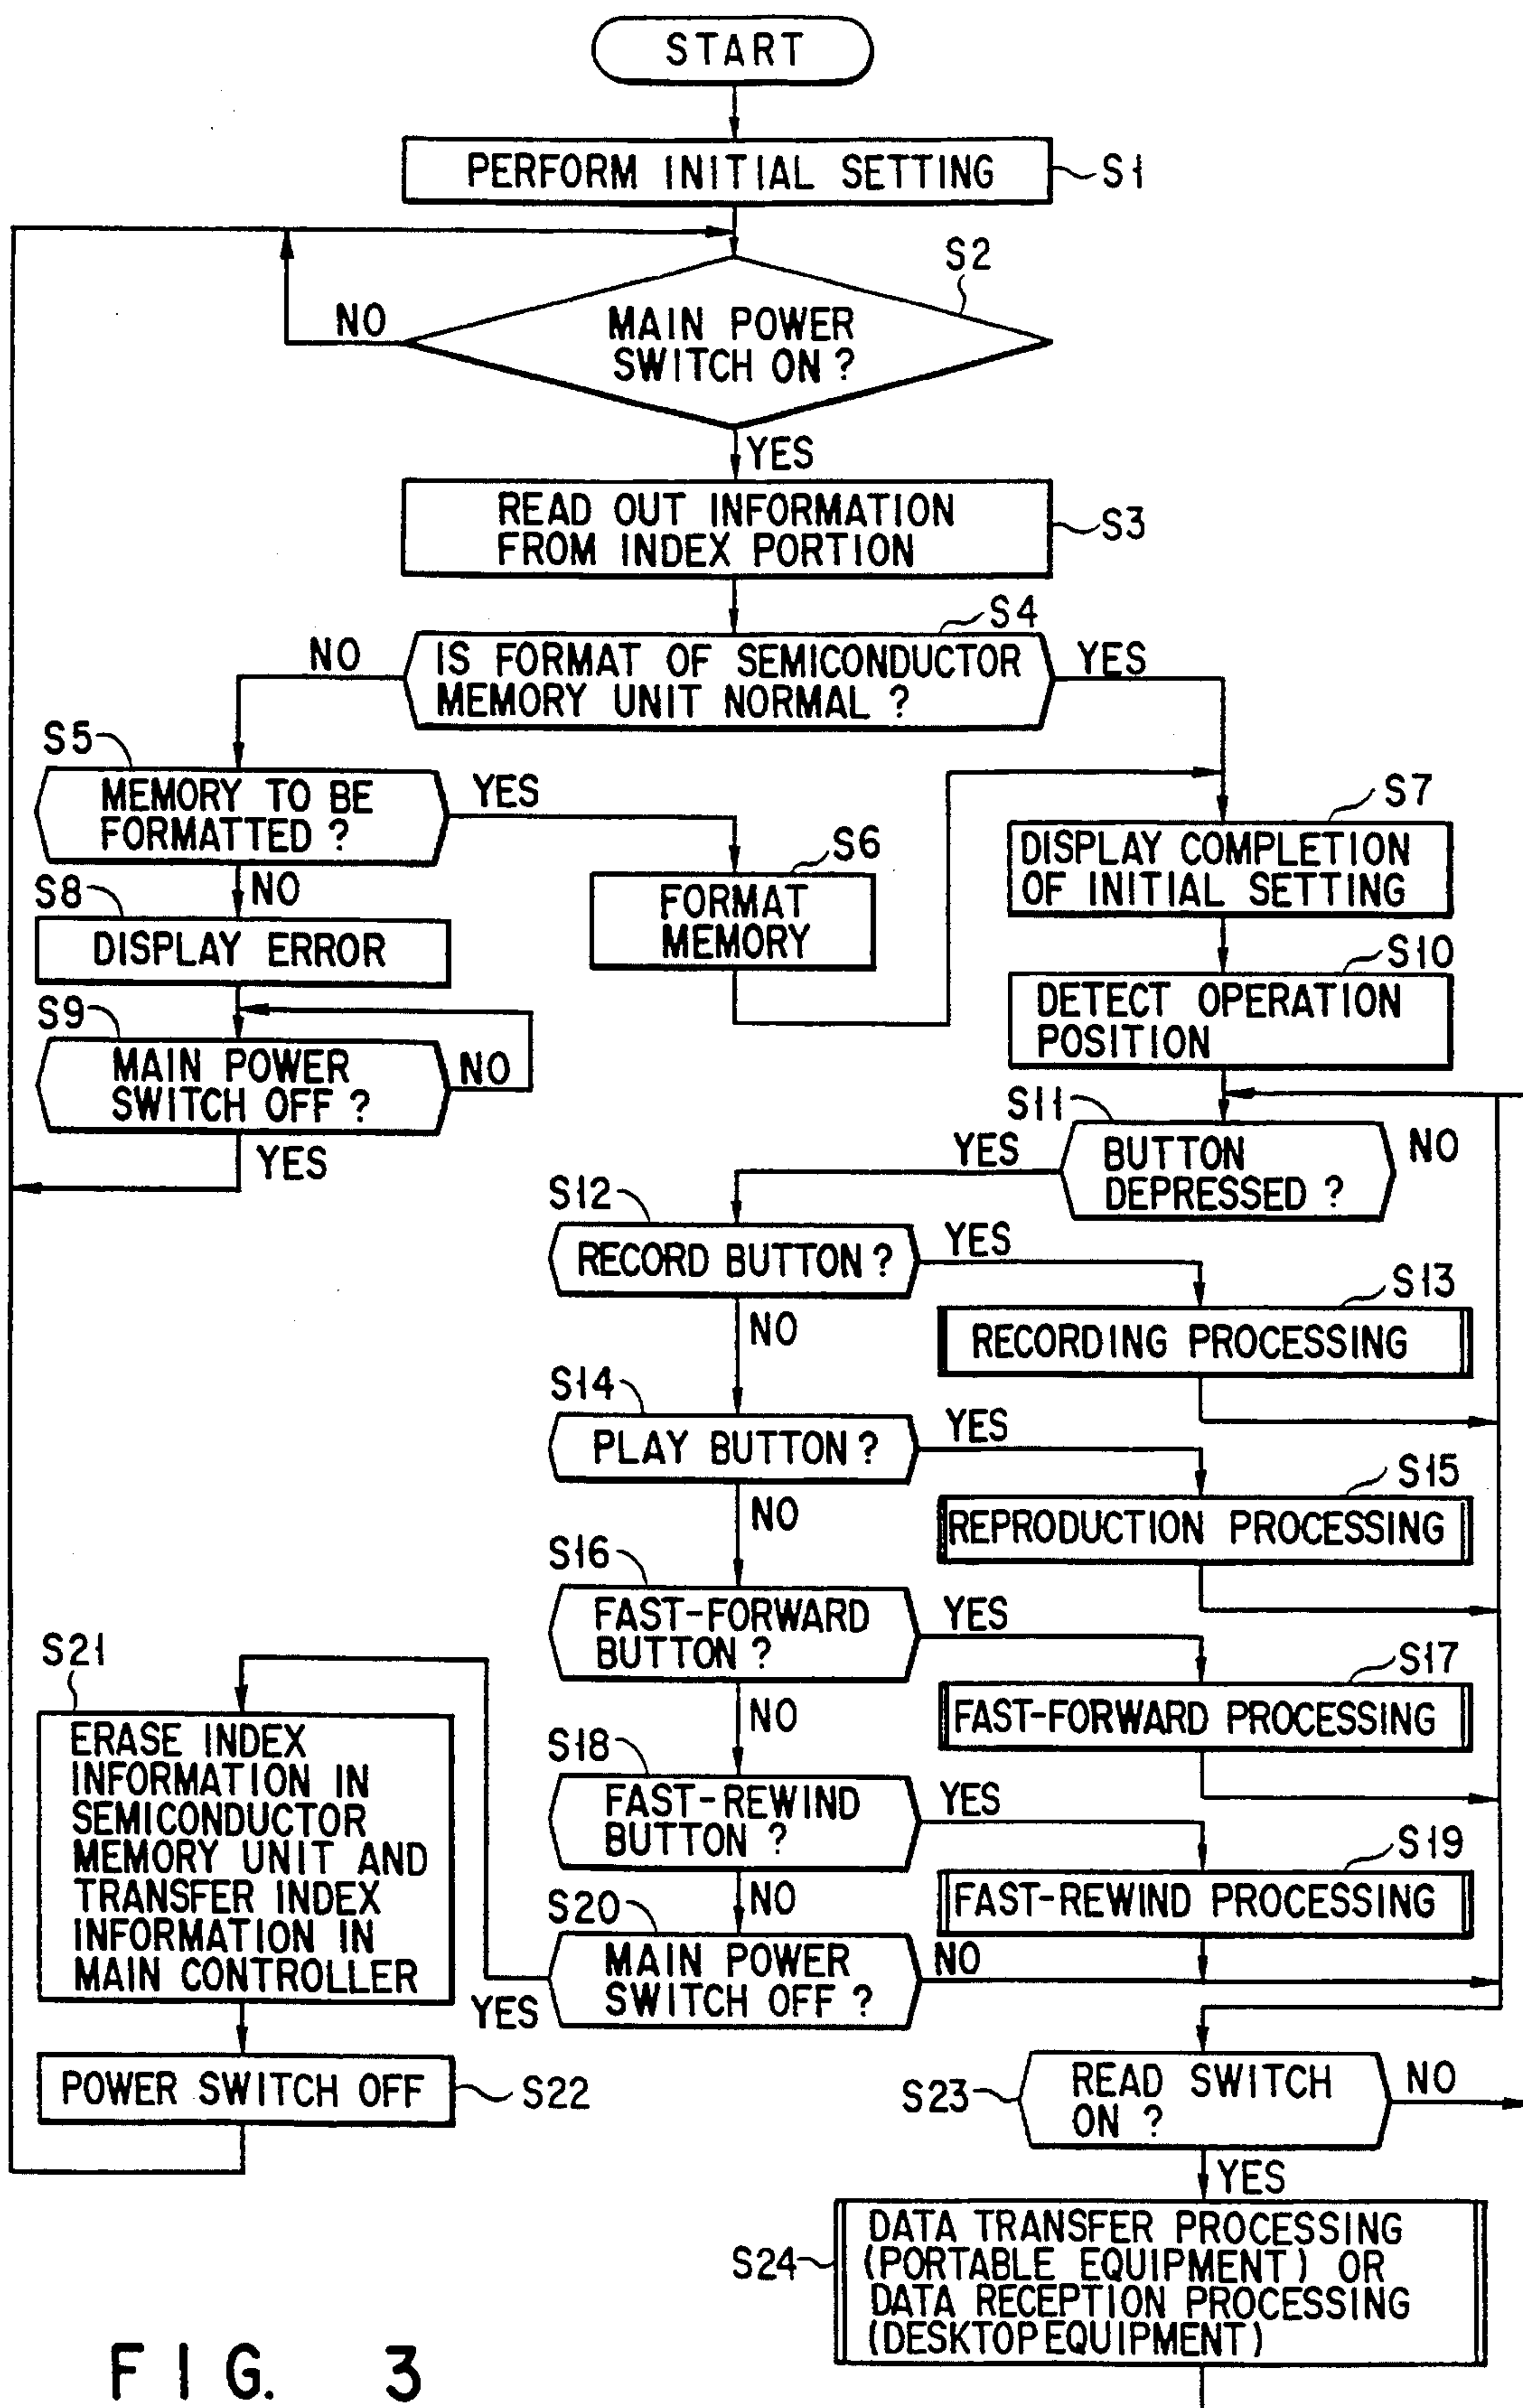 START
PERFORM INITIAL SETTING
S1
S2
MAIN POWER
SWITCH ON ?
NO
YES
READ OUT INFORMATION
FROM INDEX PORTION
S3
S4
IS FORMAT OF SEMICONDUCTOR
MEMORY UNIT NORMAL ?
NO
YES
S5
MEMORY TO BE
FORMATTED ?
YES
NO
S6
FORMAT
MEMORY
S7
DISPLAY COMPLETION
OF INITIAL SETTING
S8
DISPLAY ERROR
S9
MAIN POWER
SWITCH OFF ?
NO
YES
S10
DETECT OPERATION
POSITION
S11
BUTTON
DEPRESSED ?
YES
NO
S12
RECORD BUTTON ?
YES
NO
S13
RECORDING PROCESSING
S14
PLAY BUTTON ?
YES
NO
S15
REPRODUCTION PROCESSING
S16
FAST-FORWARD
BUTTON ?
YES
NO
S17
FAST-FORWARD PROCESSING
S18
FAST-REWIND
BUTTON ?
YES
NO
S19
FAST-REWIND PROCESSING
S20
MAIN POWER
SWITCH OFF ?
NO
YES
S21
ERASE INDEX
INFORMATION IN
SEMICONDUCTOR
MEMORY UNIT AND
TRANSFER INDEX
INFORMATION IN
MAIN CONTROLLER
POWER SWITCH OFF
S22
S23
READ SWITCH
ON ?
NO
YES
S24
DATA TRANSFER PROCESSING
(PORTABLE EQUIPMENT) OR
DATA RECEPTION PROCESSING
(DESKTOP EQUIPMENT)
FIG. 3